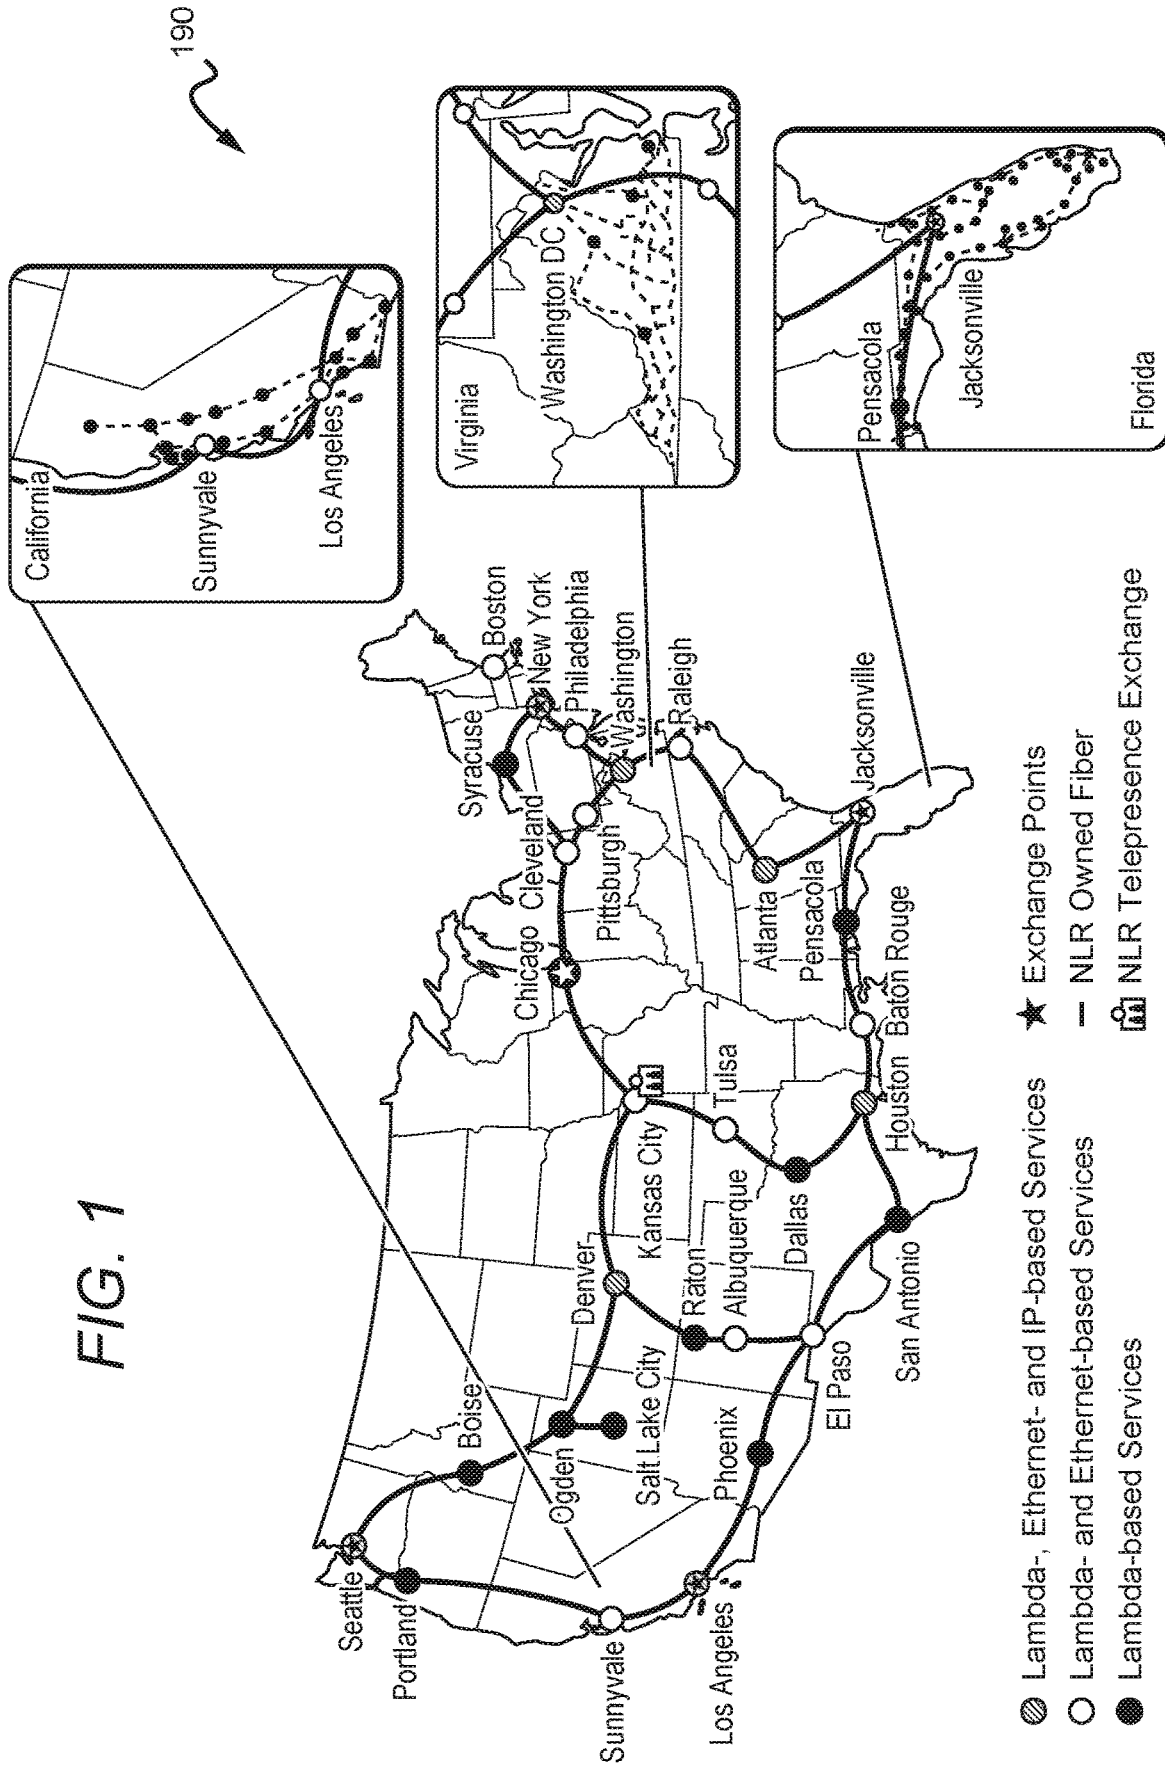 FIG. 1
190
California
Sunnyvale
Los Angeles
Virginia
Washington DC
Pensacola
Jacksonville
Florida
Seattle
Portland
Boise
Ogden
Salt Lake City
Sunnyvale
Los Angeles
Phoenix
Denver
Raton
Albuquerque
El Paso
Kansas City
Tulsa
Dallas
San Antonio
Houston
Baton Rouge
Chicago
Cleveland
Pittsburgh
Syracuse
Boston
New York
Philadelphia
Washington
Raleigh
Atlanta
Pensacola
Jacksonville
Lambda-, Ethernet- and IP-based Services
Lambda- and Ethernet-based Services
Lambda-based Services
Exchange Points
NLR Owned Fiber
NLR Telepresence Exchange